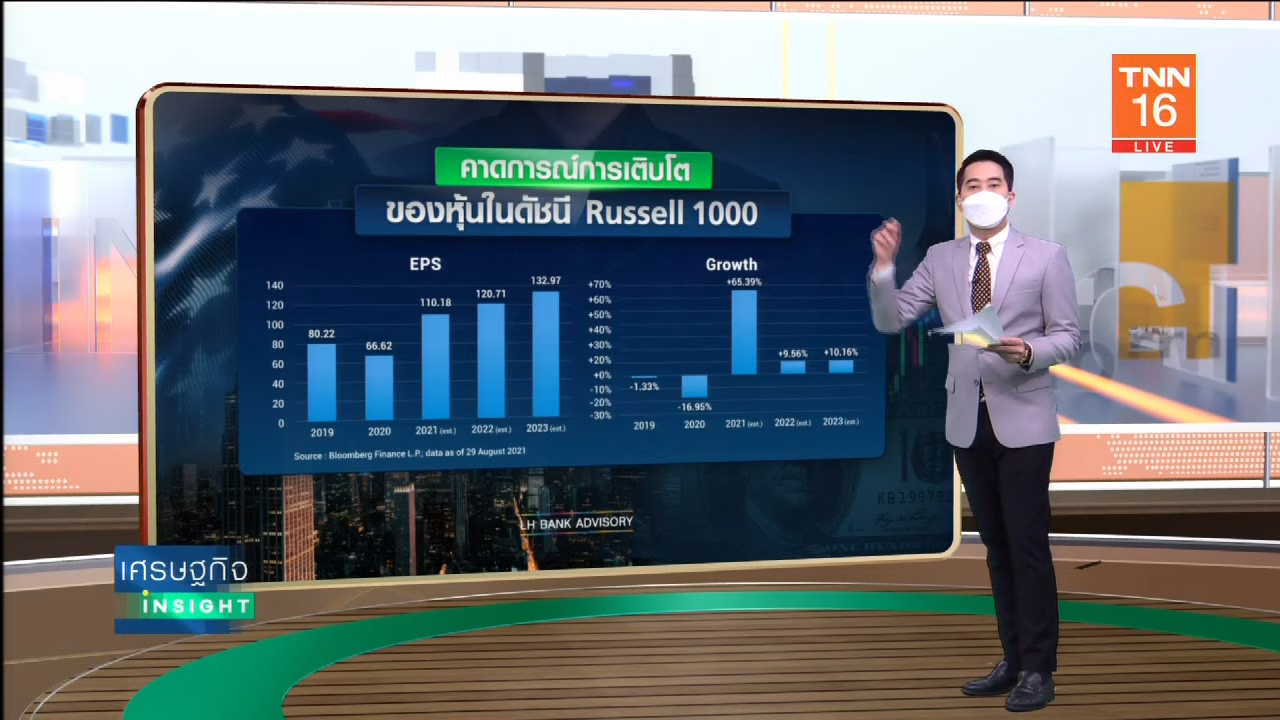 TNN
16
LIVE
คาดการณ์การเติบโต
ของหุ้นในดัชนี Russell 1000
EPS
140
120
100
80
60
40
20
0
80.22
66.62
110.18
120.71
132.97
2019
2020
2021 (est.)
2022 (est.)
2023 (est.)
Growth
+70%
+60%
+50%
+40%
+30%
+20%
+0%
-10%
-20%
-30%
-1.33%
-16.95%
+65.39%
+9.56%
+10.16%
2019
2020
2021 (est.)
2022 (est.)
2023 (est.)
Source : Bloomberg Finance L.P.; data as of 29 August 2021
LH BANK ADVISORY
เศรษฐกิจ
INSIGHT